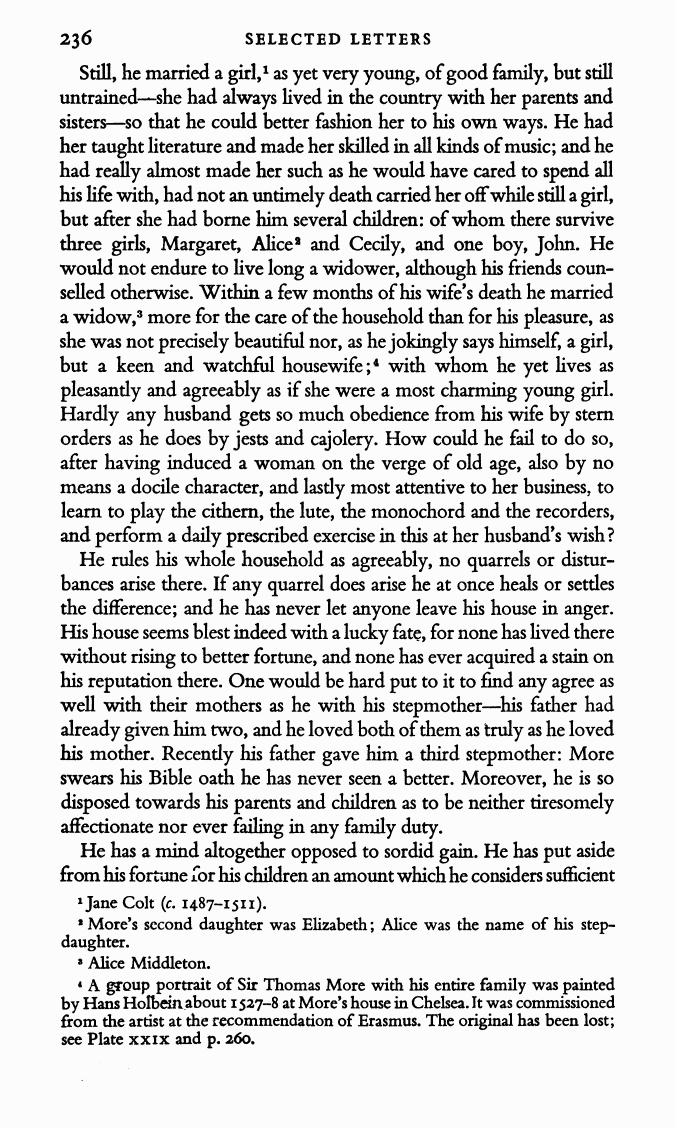 236 SELECTED LETTERS
Still, he married a girl,¹ as yet very young, of good family, but still
untrained—she had always lived in the country with her parents and
sisters—so that he could better fashion her to his own ways. He had
her taught literature and made her skilled in all kinds of music; and he
had really almost made her such as he would have cared to spend all
his life with, had not an untimely death carried her off while still a girl,
but after she had borne him several children: of whom there survive
three girls, Margaret, Alice² and Cecily, and one boy, John. He
would not endure to live long a widower, although his friends coun-
selled otherwise. Within a few months of his wife's death he married
a widow,³ more for the care of the household than for his pleasure, as
she was not precisely beautiful nor, as he jokingly says himself, a girl,
but a keen and watchful housewife;⁴ with whom he yet lives as
pleasantly and agreeably as if she were a most charming young girl.
Hardly any husband gets so much obedience from his wife by stern
orders as he does by jests and cajolery. How could he fail to do so,
after having induced a woman on the verge of old age, also by no
means a docile character, and lastly most attentive to her business, to
learn to play the cithern, the lute, the monochord and the recorders,
and perform a daily prescribed exercise in this at her husband's wish?
He rules his whole household as agreeably, no quarrels or distur-
bances arise there. If any quarrel does arise he at once heals or settles
the difference; and he has never let anyone leave his house in anger.
His house seems blest indeed with a lucky fate, for none has lived there
without rising to better fortune, and none has ever acquired a stain on
his reputation there. One would be hard put to it to find any agree as
well with their mothers as he with his stepmother—his father had
already given him two, and he loved both of them as truly as he loved
his mother. Recently his father gave him a third stepmother: More
swears his Bible oath he has never seen a better. Moreover, he is so
disposed towards his parents and children as to be neither tiresomely
affectionate nor ever failing in any family duty.
He has a mind altogether opposed to sordid gain. He has put aside
from his fortune for his children an amount which he considers sufficient
¹ Jane Colt (c. 1487–1511).
² More's second daughter was Elizabeth; Alice was the name of his step-
daughter.
³ Alice Middleton.
⁴ A group portrait of Sir Thomas More with his entire family was painted
by Hans Holbein about 1527–8 at More's house in Chelsea. It was commissioned
from the artist at the recommendation of Erasmus. The original has been lost;
see Plate XXIX and p. 260.